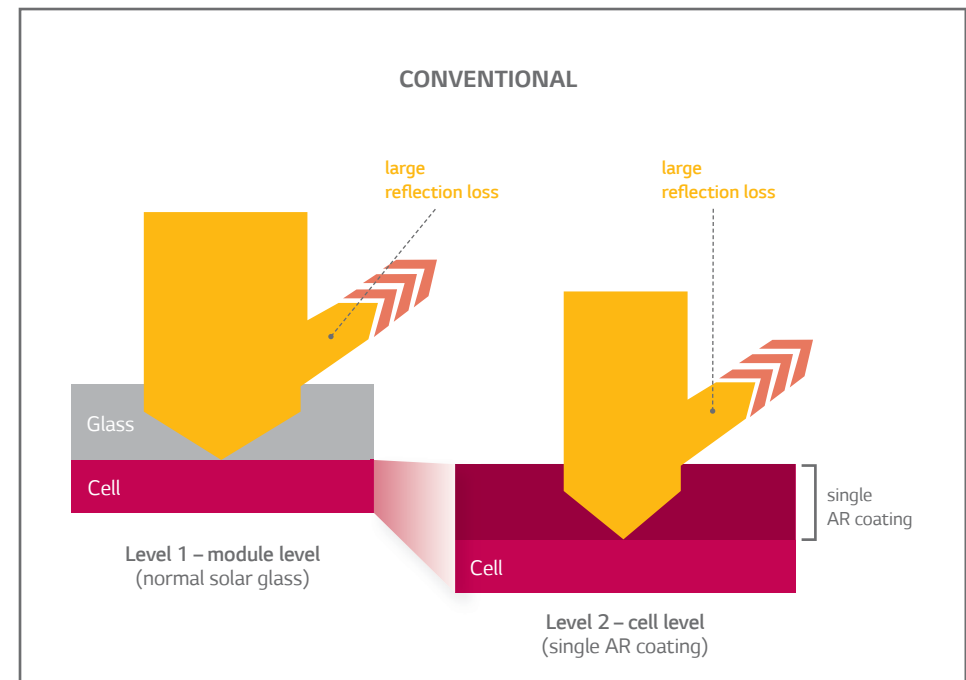 CONVENTIONAL
large
reflection loss
large
reflection loss
Glass
Cell
Level 1 – module level
(normal solar glass)
single
AR coating
Cell
Level 2 – cell level
(single AR coating)